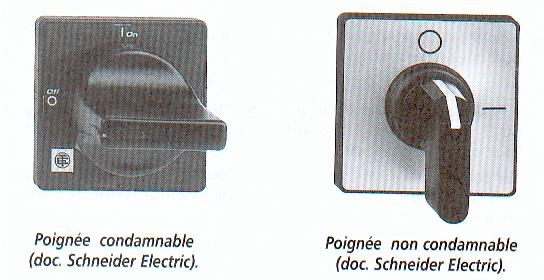 I On
Off
O
Poignée condamnable
(doc. Schneider Electric).
O
Poignée non condamnable
(doc. Schneider Electric).